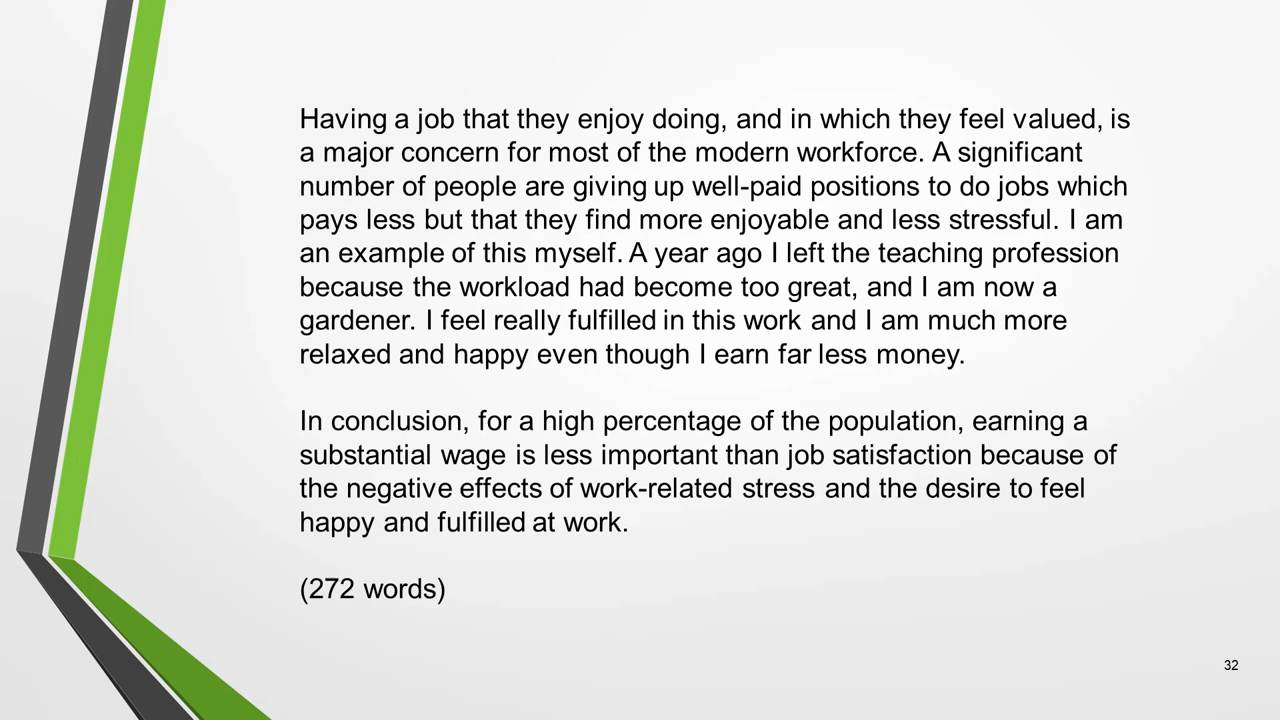 Having a job that they enjoy doing, and in which they feel valued, is
a major concern for most of the modern workforce. A significant
number of people are giving up well-paid positions to do jobs which
pays less but that they find more enjoyable and less stressful. I am
an example of this myself. A year ago I left the teaching profession
because the workload had become too great, and I am now a
gardener. I feel really fulfilled in this work and I am much more
relaxed and happy even though I earn far less money.
In conclusion, for a high percentage of the population, earning a
substantial wage is less important than job satisfaction because of
the negative effects of work-related stress and the desire to feel
happy and fulfilled at work.
(272 words)
32